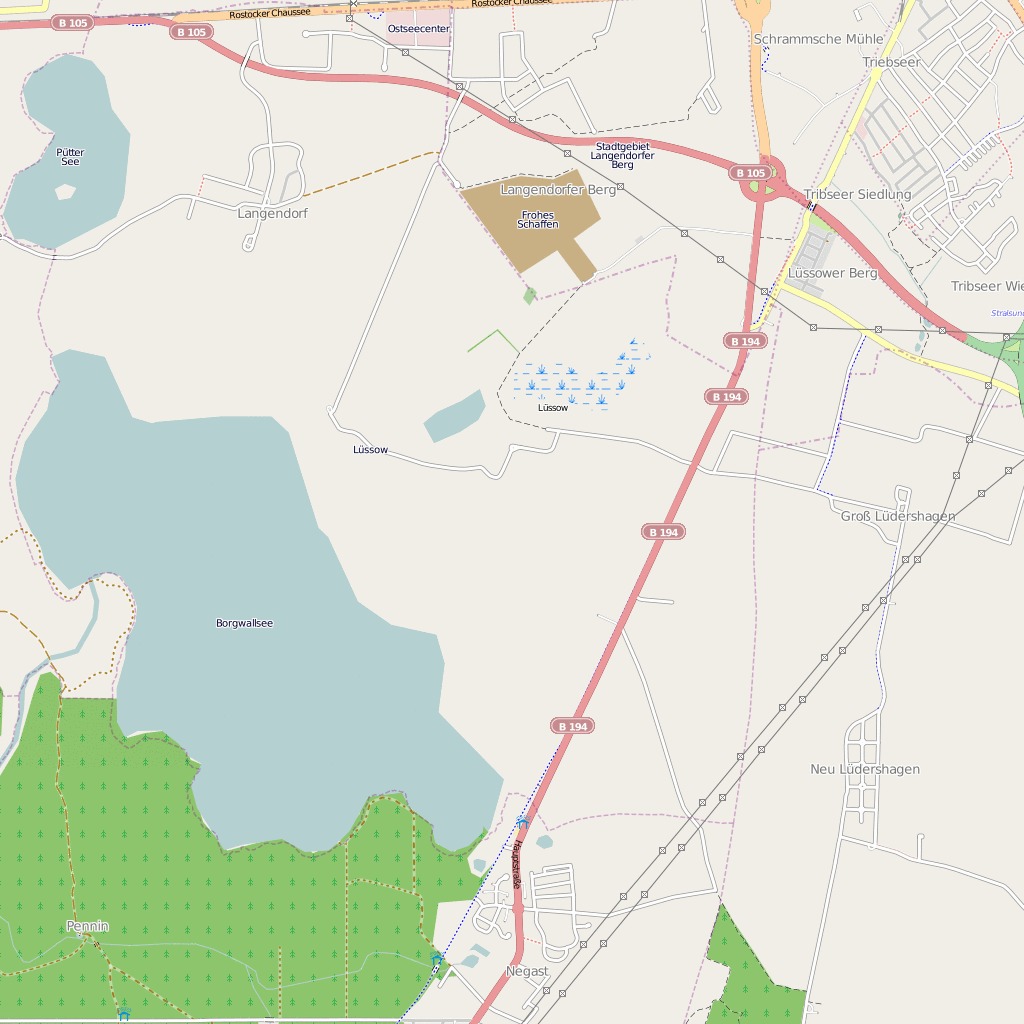 Rostocker Chaussee
Rostocker Chaussee
B 105
B 105
Ostseecenter
Schrammsche Mühle
Triebseer
Pütter
See
Stadtgebiet
Langendorfer
Berg
B 105
Langendorfer Berg
Tribseer Siedlung
Langendorf
Frohes
Schaffen
Lüssower Berg
Tribseer Wie
Stralsund
B 194
B 194
Lüssow
Lüssow
Groß Lüdershagen
B 194
Borgwallsee
B 194
Neu Lüdershagen
Hauptstraße
Pennin
Negast